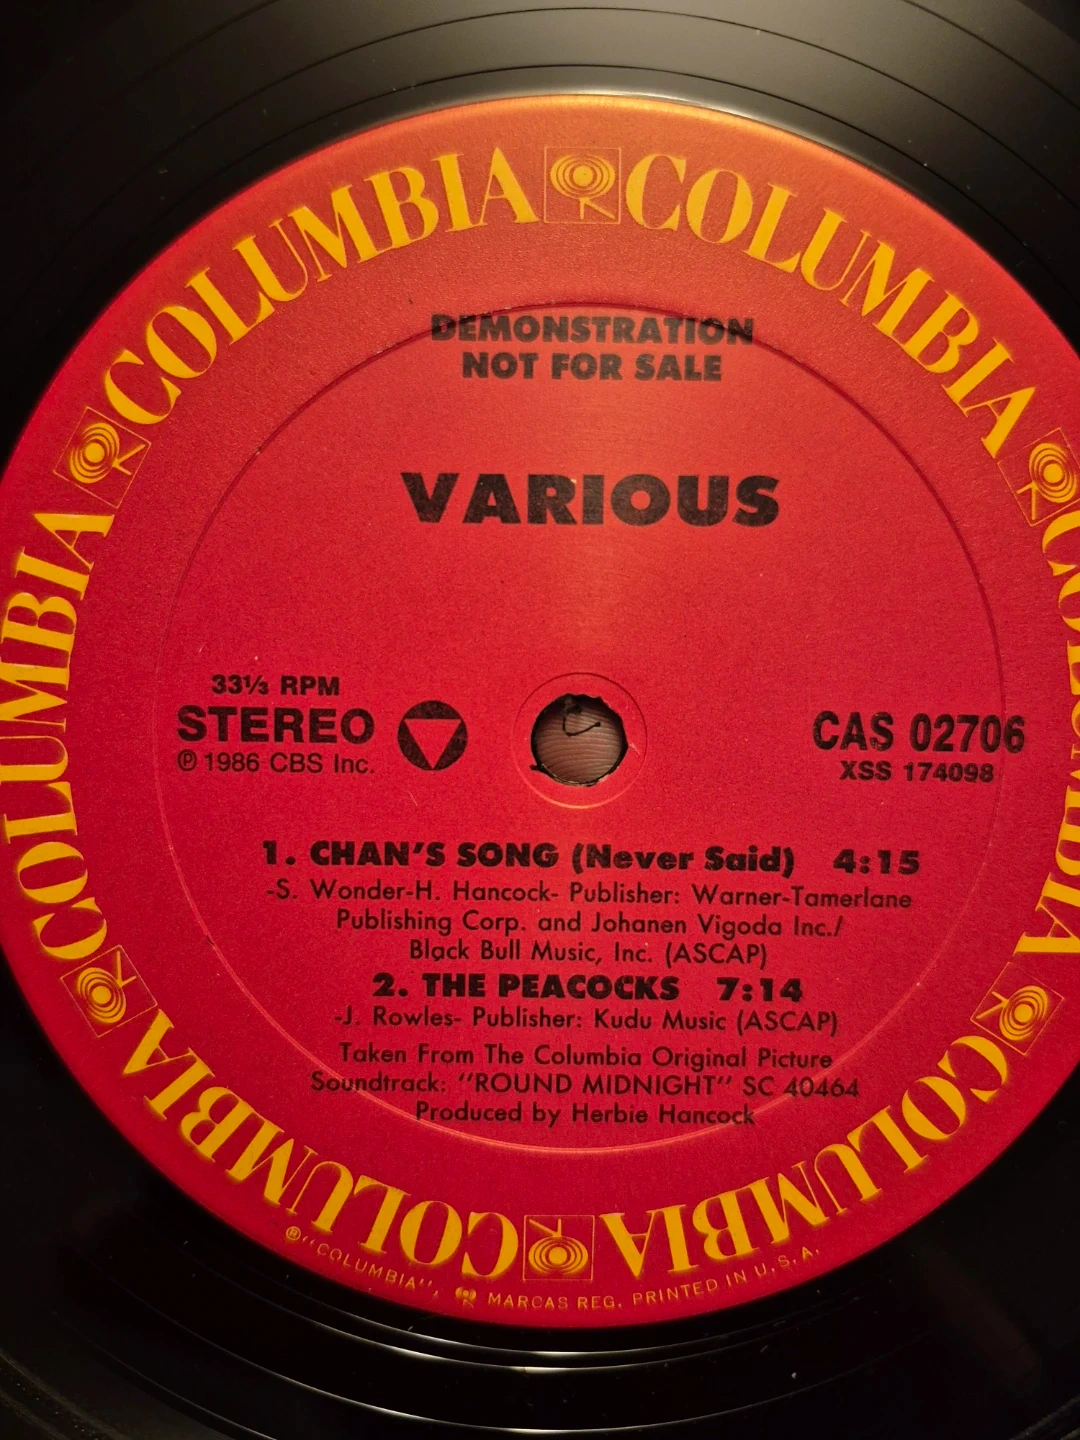 COLUMBIA COLUMBIA COLUMBIA COLUMBIA COLUMBIA COLUMBIA
DEMONSTRATION
NOT FOR SALE
VARIOUS
33⅓ RPM
STEREO
℗ 1986 CBS Inc.
CAS 02706
XSS 174098
1. CHAN'S SONG (Never Said) 4:15
-S. Wonder-H. Hancock- Publisher: Warner-Tamerlane
Publishing Corp. and Johanen Vigoda Inc./
Black Bull Music, Inc. (ASCAP)
2. THE PEACOCKS 7:14
-J. Rowles- Publisher: Kudu Music (ASCAP)
Taken From The Columbia Original Picture
Soundtrack: "ROUND MIDNIGHT" SC 40464
Produced by Herbie Hancock
®"COLUMBIA", MARCAS REG. PRINTED IN U.S.A.